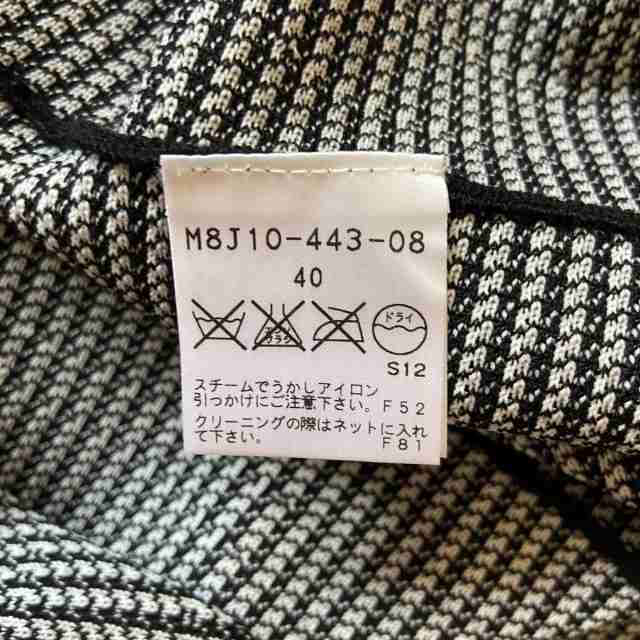 M8J10-443-08
40
ドライ
S12
スチームでうかしアイロン
引っかけにご注意下さい。F52
クリーニングの際はネットに入れ
て下さい。F81